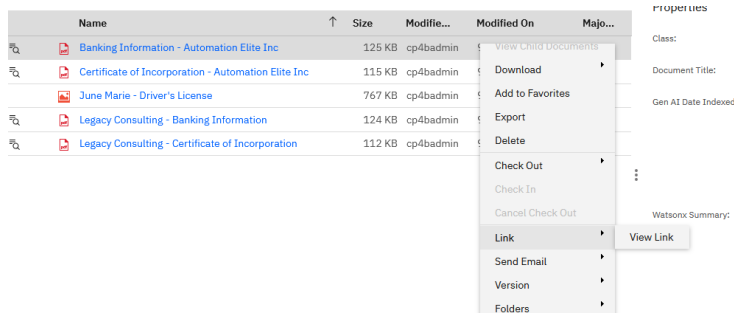 Properties
Name Size Modifie... Modified On Majo...
Class:
Banking Information - Automation Elite Inc 125 KB cp4badmin
View Child Documents
Certificate of Incorporation - Automation Elite Inc 115 KB cp4badmin
Download
Document Title:
June Marie - Driver's License 767 KB cp4badmin
Add to Favorites
Gen AI Date Indexed
Legacy Consulting - Banking Information 124 KB cp4badmin
Export
Legacy Consulting - Certificate of Incorporation 112 KB cp4badmin
Delete
Check Out
Check In
Cancel Check Out
Watsonx Summary:
Link
View Link
Send Email
Version
Folders